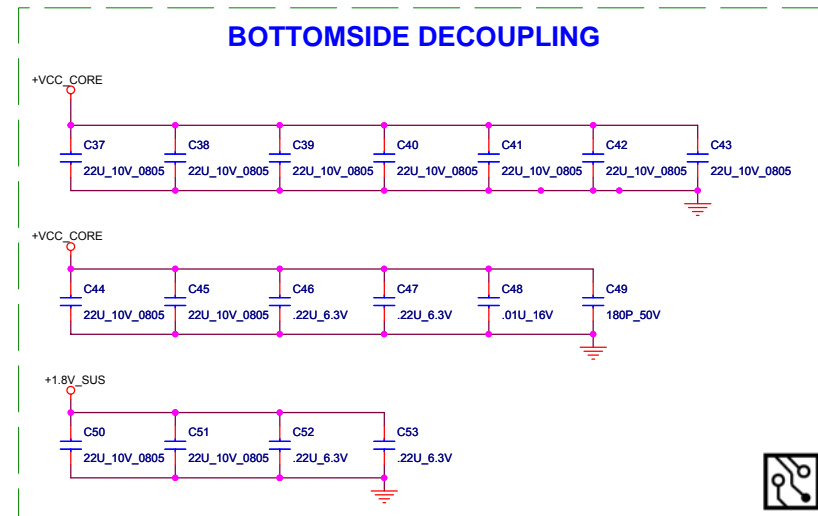 BOTTOMSIDE DECOUPLING
+VCC_CORE
C37 C38 C39 C40 C41 C42 C43
22U_10V_0805 22U_10V_0805 22U_10V_0805 22U_10V_0805 22U_10V_0805 22U_10V_0805 22U_10V_0805
+VCC_CORE
C44 C45 C46 C47 C48 C49
22U_10V_0805 22U_10V_0805 .22U_6.3V .22U_6.3V .01U_16V 180P_50V
+1.8V_SUS
C50 C51 C52 C53
22U_10V_0805 22U_10V_0805 .22U_6.3V .22U_6.3V